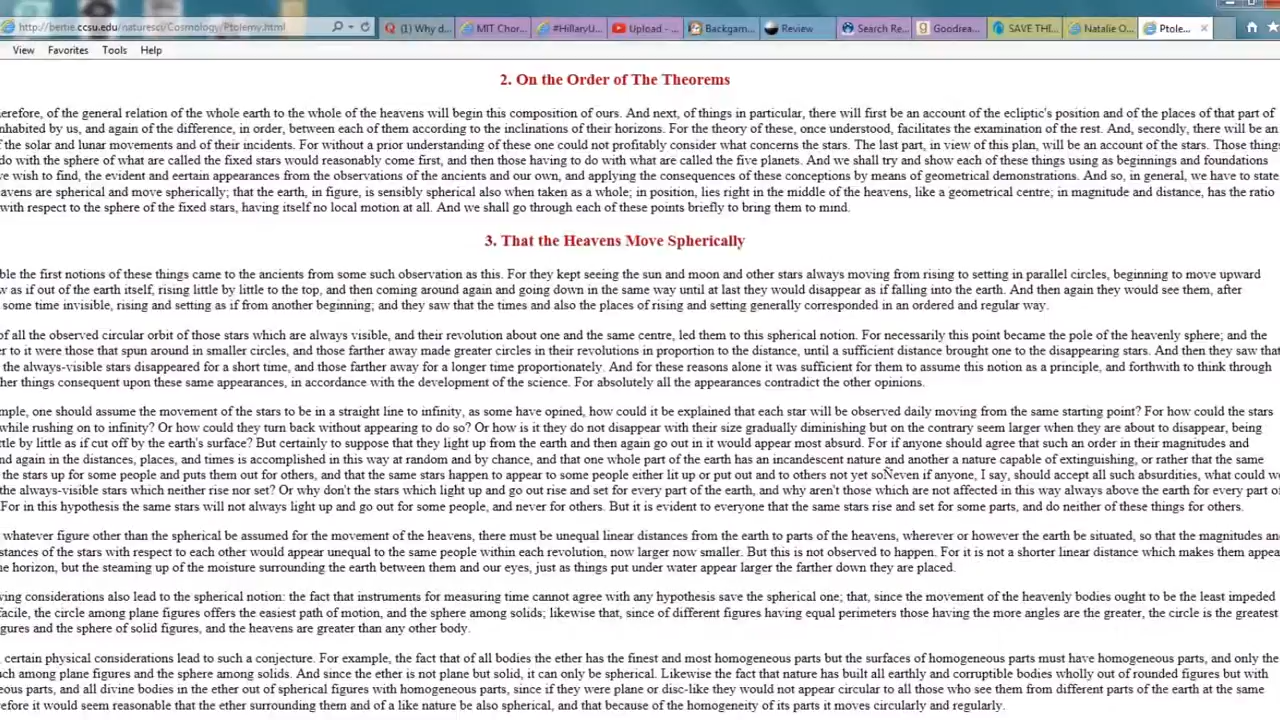 http://bertie.ccsu.edu/naturesci/Cosmology/Ptolemy.html
(1) Why d...
MIT Chor...
#HillaryU...
Upload - ...
Backgam...
Review
Search Re...
Goodrea...
SAVE THI...
Natalie O...
Ptole...
View Favorites Tools Help
2. On the Order of The Theorems
erefore, of the general relation of the whole earth to the whole of the heavens will begin this composition of ours. And next, of things in particular, there will first be an account of the ecliptic's position and of the places of that part of
nhabited by us, and again of the difference, in order, between each of them according to the inclinations of their horizons. For the theory of these, once understood, facilitates the examination of the rest. And, secondly, there will be an
f the solar and lunar movements and of their incidents. For without a prior understanding of these one could not profitably consider what concerns the stars. The last part, in view of this plan, will be an account of the stars. Those things
do with the sphere of what are called the fixed stars would reasonably come first, and then those having to do with what are called the five planets. And we shall try and show each of these things using as beginnings and foundations
we wish to find, the evident and eertain appearances from the observations of the ancients and our own, and applying the consequences of these conceptions by means of geometrical demonstrations. And so, in general, we have to state
eavens are spherical and move spherically; that the earth, in figure, is sensibly spherical also when taken as a whole; in position, lies right in the middle of the heavens, like a geometrical centre; in magnitude and distance, has the ratio
with respect to the sphere of the fixed stars, having itself no local motion at all. And we shall go through each of these points briefly to bring them to mind.
3. That the Heavens Move Spherically
ble the first notions of these things came to the ancients from some such observation as this. For they kept seeing the sun and moon and other stars always moving from rising to setting in parallel circles, beginning to move upward
w as if out of the earth itself, rising little by little to the top, and then coming around again and going down in the same way until at last they would disappear as if falling into the earth. And then again they would see them, after
some time invisible, rising and setting as if from another beginning; and they saw that the times and also the places of rising and setting generally corresponded in an ordered and regular way.
of all the observed circular orbit of those stars which are always visible, and their revolution about one and the same centre, led them to this spherical notion. For necessarily this point became the pole of the heavenly sphere; and the
er to it were those that spun around in smaller circles, and those farther away made greater circles in their revolutions in proportion to the distance, until a sufficient distance brought one to the disappearing stars. And then they saw that
the always-visible stars disappeared for a short time, and those farther away for a longer time proportionately. And for these reasons alone it was sufficient for them to assume this notion as a principle, and forthwith to think through
her things consequent upon these same appearances, in accordance with the development of the science. For absolutely all the appearances contradict the other opinions.
mple, one should assume the movement of the stars to be in a straight line to infinity, as some have opined, how could it be explained that each star will be observed daily moving from the same starting point? For how could the stars
while rushing on to infinity? Or how could they turn back without appearing to do so? Or how is it they do not disappear with their size gradually diminishing but on the contrary seem larger when they are about to disappear, being
ttle by little as if cut off by the earth's surface? But certainly to suppose that they light up from the earth and then again go out in it would appear most absurd. For if anyone should agree that such an order in their magnitudes and
nd again in the distances, places, and times is accomplished in this way at random and by chance, and that one whole part of the earth has an incandescent nature and another a nature capable of extinguishing, or rather that the same
the stars up for some people and puts them out for others, and that the same stars happen to appear to some people either lit up or put out and to others not yet soÑeven if anyone, I say, should accept all such absurdities, what could we
the always-visible stars which neither rise nor set? Or why don't the stars which light up and go out rise and set for every part of the earth, and why aren't those which are not affected in this way always above the earth for every part of
For in this hypothesis the same stars will not always light up and go out for some people, and never for others. But it is evident to everyone that the same stars rise and set for some parts, and do neither of these things for others.
whatever figure other than the spherical be assumed for the movement of the heavens, there must be unequal linear distances from the earth to parts of the heavens, wherever or however the earth be situated, so that the magnitudes an
stances of the stars with respect to each other would appear unequal to the same people within each revolution, now larger now smaller. But this is not observed to happen. For it is not a shorter linear distance which makes them appea
he horizon, but the steaming up of the moisture surrounding the earth between them and our eyes, just as things put under water appear larger the farther down they are placed.
ving considerations also lead to the spherical notion: the fact that instruments for measuring time cannot agree with any hypothesis save the spherical one; that, since the movement of the heavenly bodies ought to be the least impeded
facile, the circle among plane figures offers the easiest path of motion, and the sphere among solids; likewise that, since of different figures having equal perimeters those having the more angles are the greater, the circle is the greatest
gures and the sphere of solid figures, and the heavens are greater than any other body.
certain physical considerations lead to such a conjecture. For example, the fact that of all bodies the ether has the finest and most homogeneous parts but the surfaces of homogeneous parts must have homogeneous parts, and only the
uch among plane figures and the sphere among solids. And since the ether is not plane but solid, it can only be spherical. Likewise the fact that nature has built all earthly and corruptible bodies wholly out of rounded figures but with
eous parts, and all divine bodies in the ether out of spherical figures with homogeneous parts, since if they were plane or disc-like they would not appear circular to all those who see them from different parts of the earth at the same
refore it would seem reasonable that the ether surrounding them and of a like nature be also spherical, and that because of the homogeneity of its parts it moves circularly and regularly.